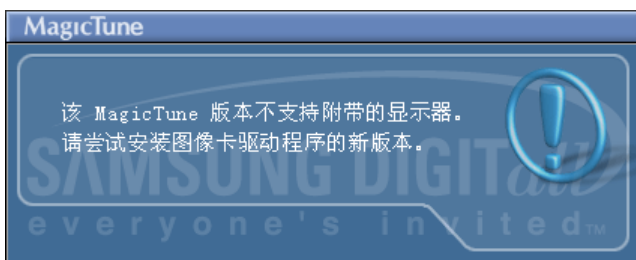 MagicTune
该 MagicTune 版本不支持附带的显示器。
请尝试安装图像卡驱动程序的新版本。
SAMSUNG DIGITall
everyone's invited™